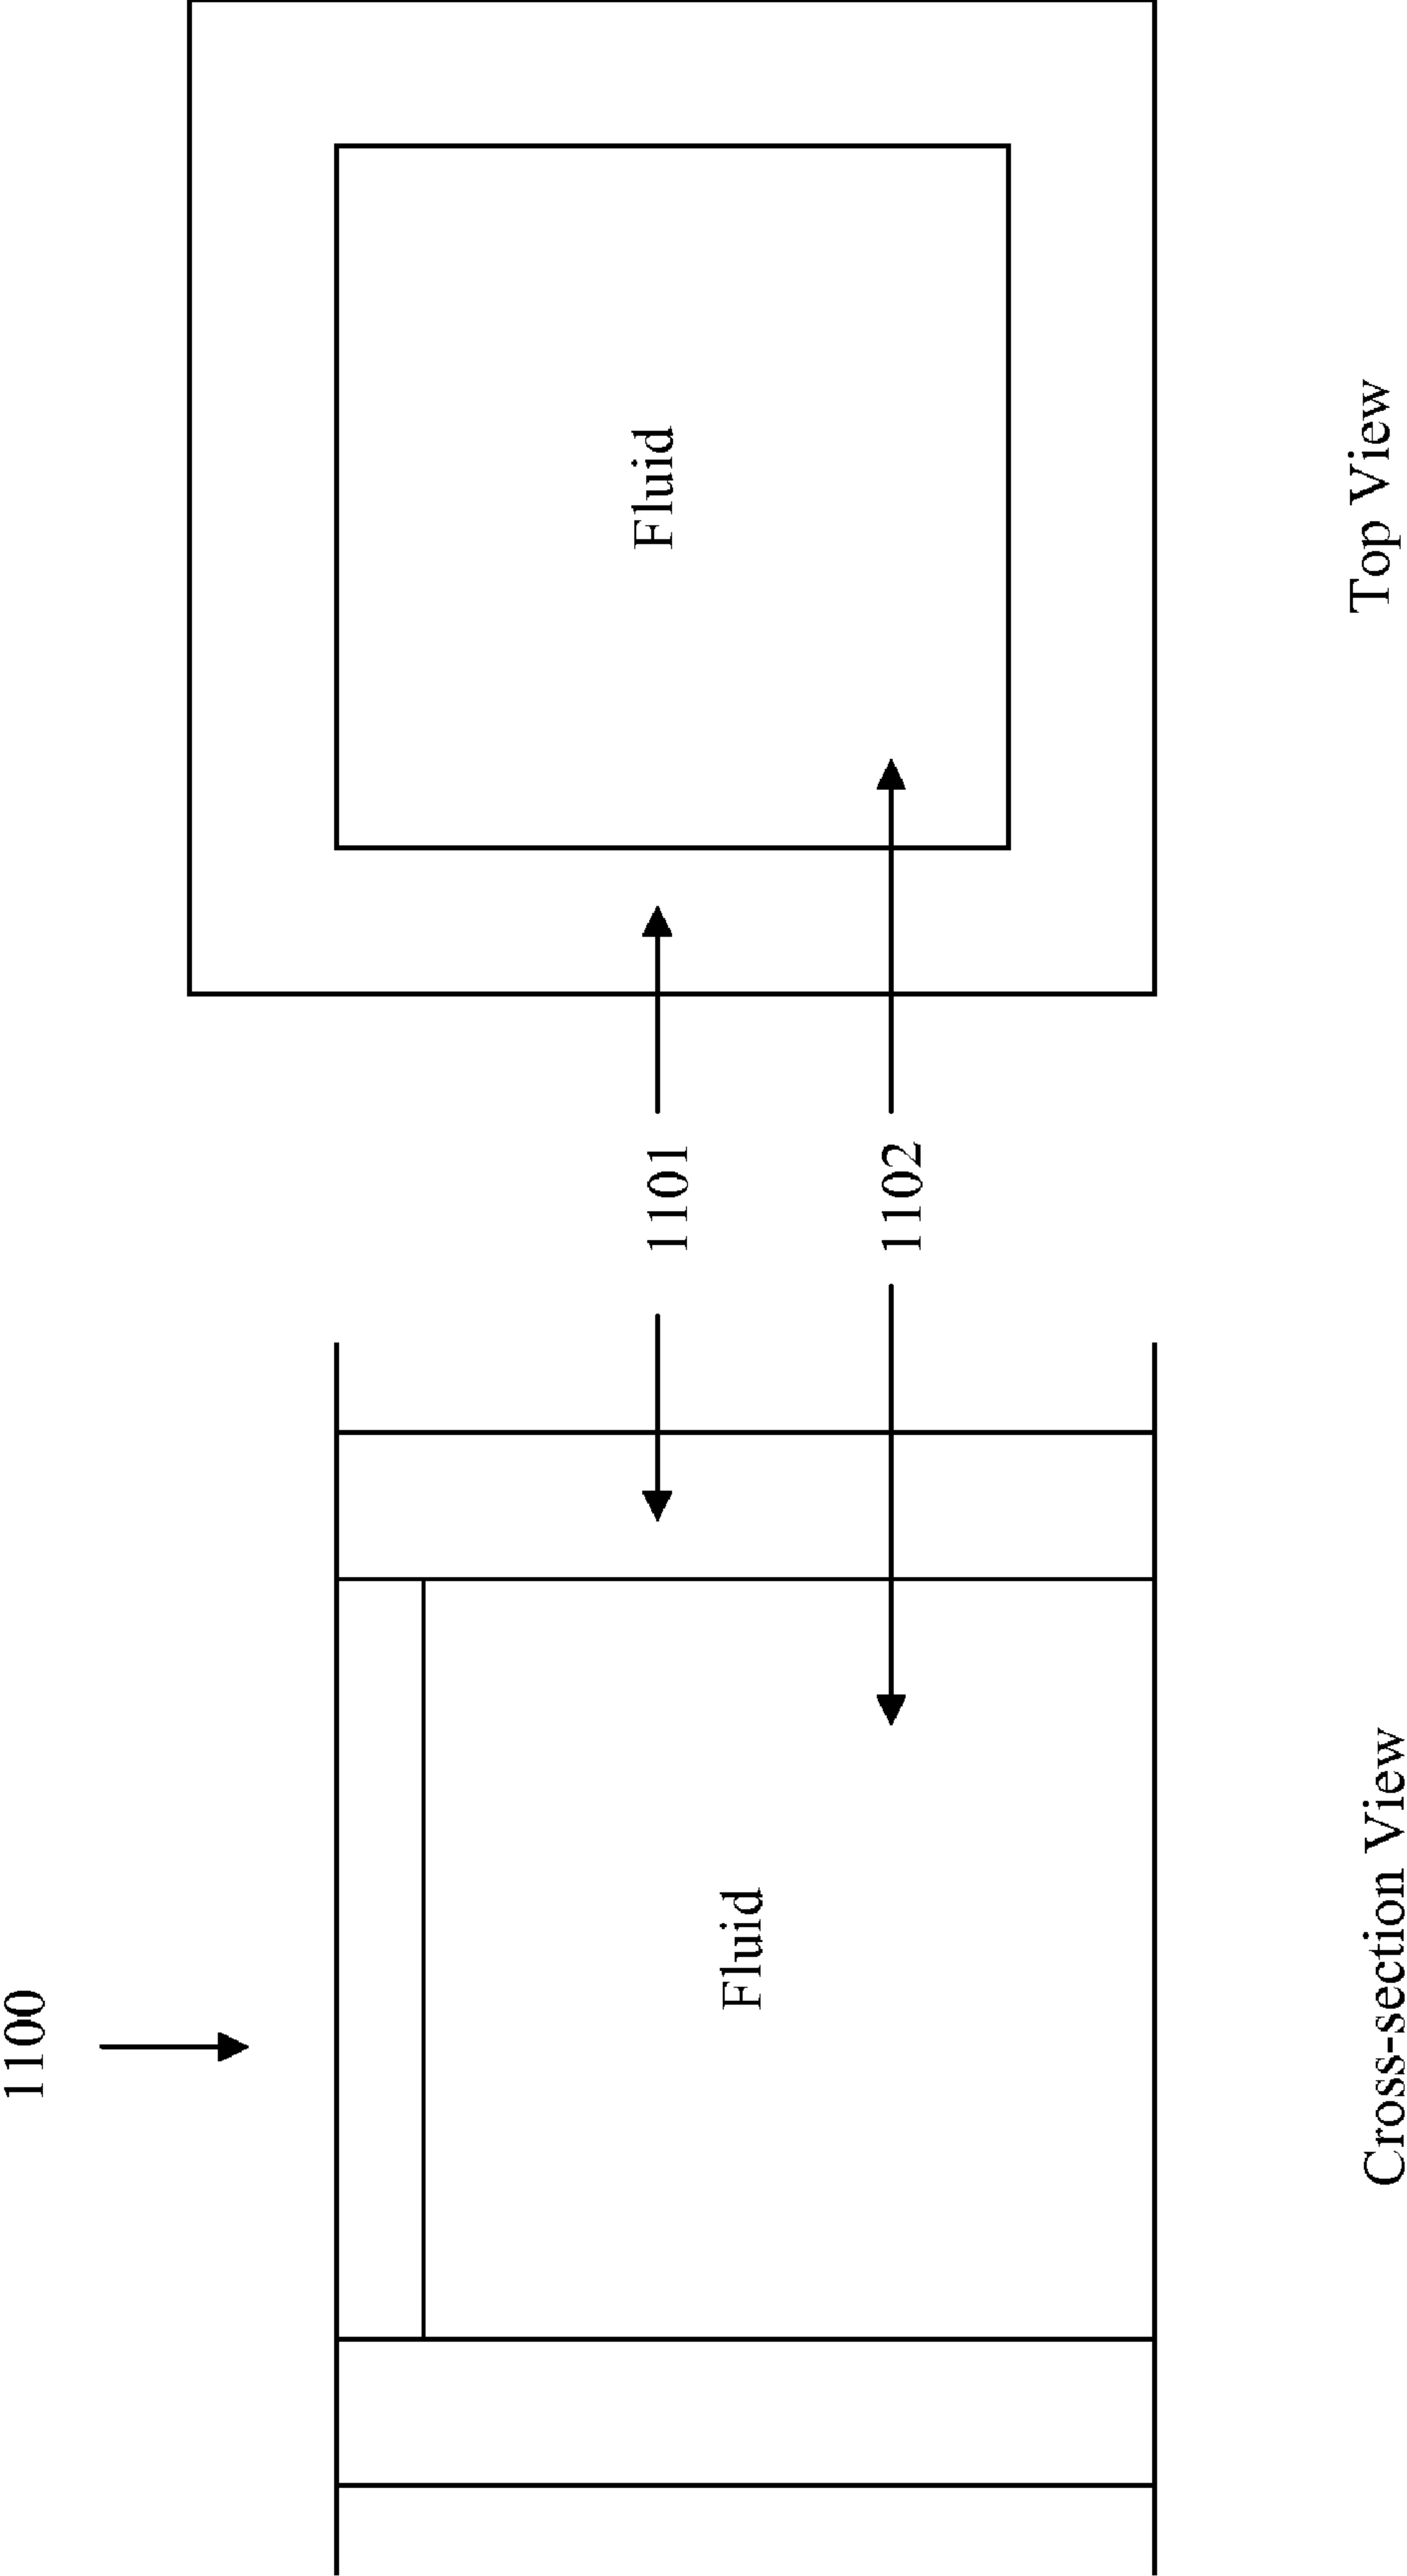 1100
Fluid
Cross-section View
1101
1102
Fluid
Top View